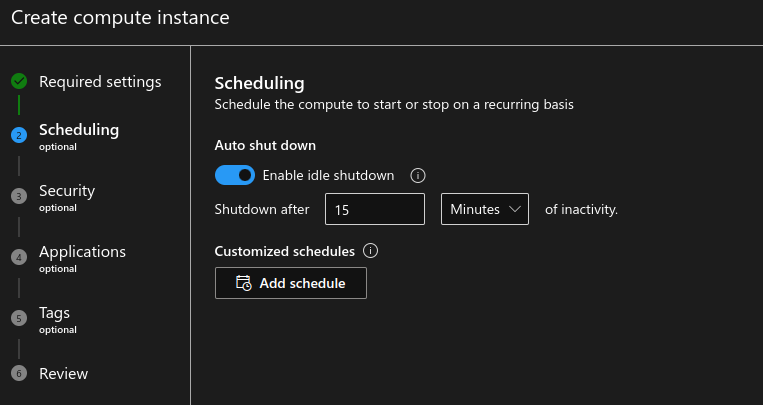 Create compute instance
Required settings
2
Scheduling
optional
3
Security
optional
4
Applications
optional
5
Tags
optional
6
Review
Scheduling
Schedule the compute to start or stop on a recurring basis
Auto shut down
Enable idle shutdown
Shutdown after 15 Minutes of inactivity.
Customized schedules
Add schedule